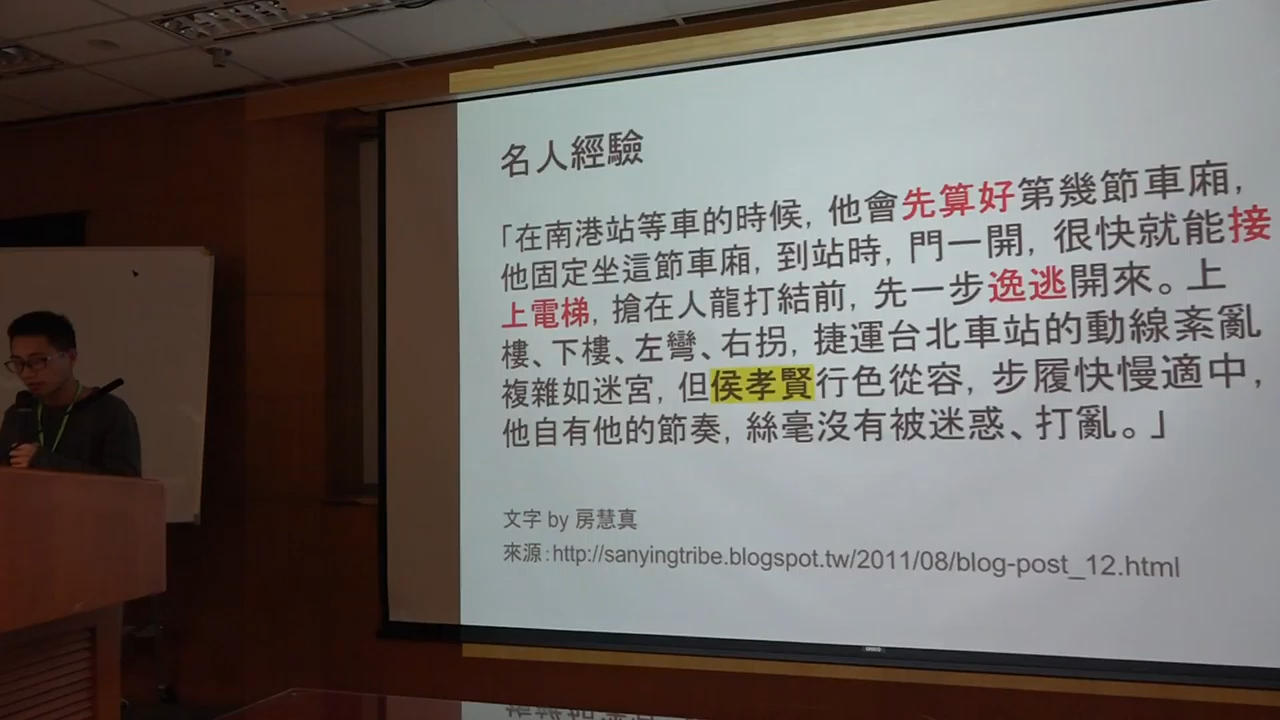 名人經驗
「在南港站等車的時候, 他會先算好第幾節車廂,
他固定坐這節車廂, 到站時, 門一開, 很快就能接
上電梯, 搶在人龍打結前, 先一步逸逃開來。上
樓、下樓、左彎、右拐, 捷運台北車站的動線紊亂
複雜如迷宮, 但侯孝賢行色從容, 步履快慢適中,
他自有他的節奏, 絲毫沒有被迷惑、打亂。」
文字 by 房慧真
來源:http://sanyingtribe.blogspot.tw/2011/08/blog-post_12.html